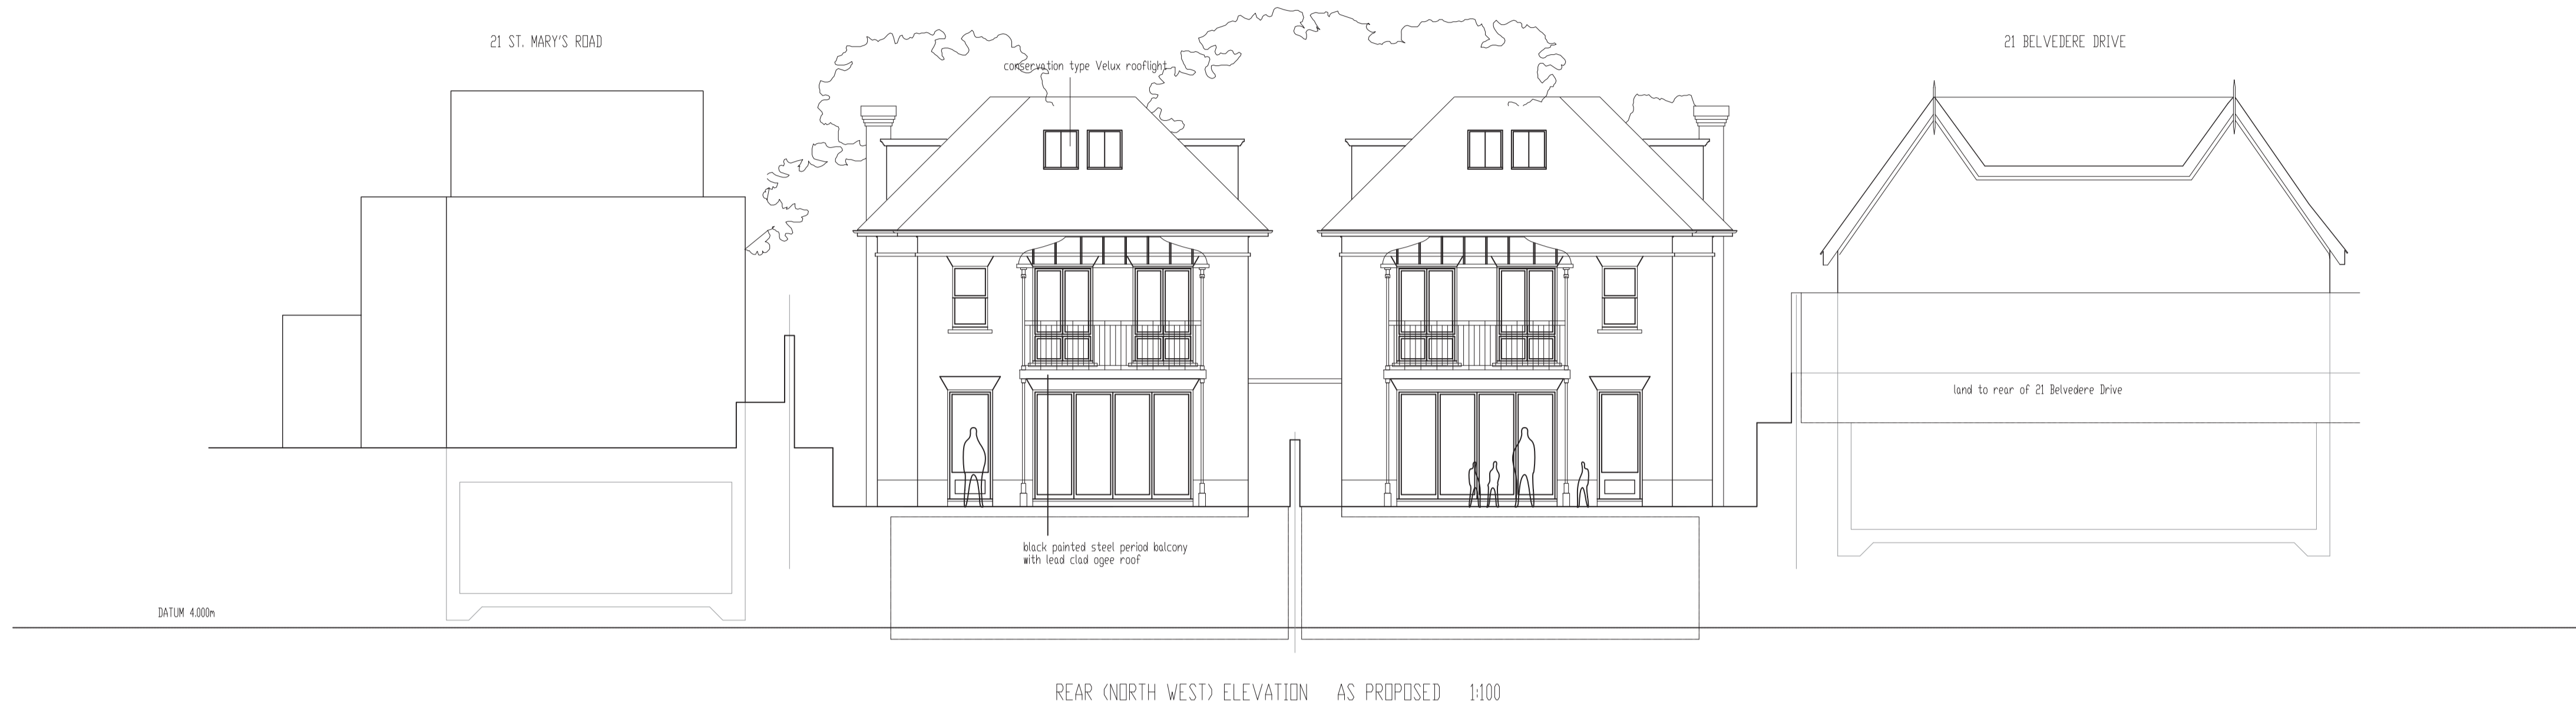 21 ST. MARY'S ROAD
21 BELVEDERE DRIVE
conservation type Velux rooflight
land to rear of 21 Belvedere Drive
black painted steel period balcony
with lead clad ogee roof
DATUM 4.000m
REAR (NORTH WEST) ELEVATION AS PROPOSED 1:100